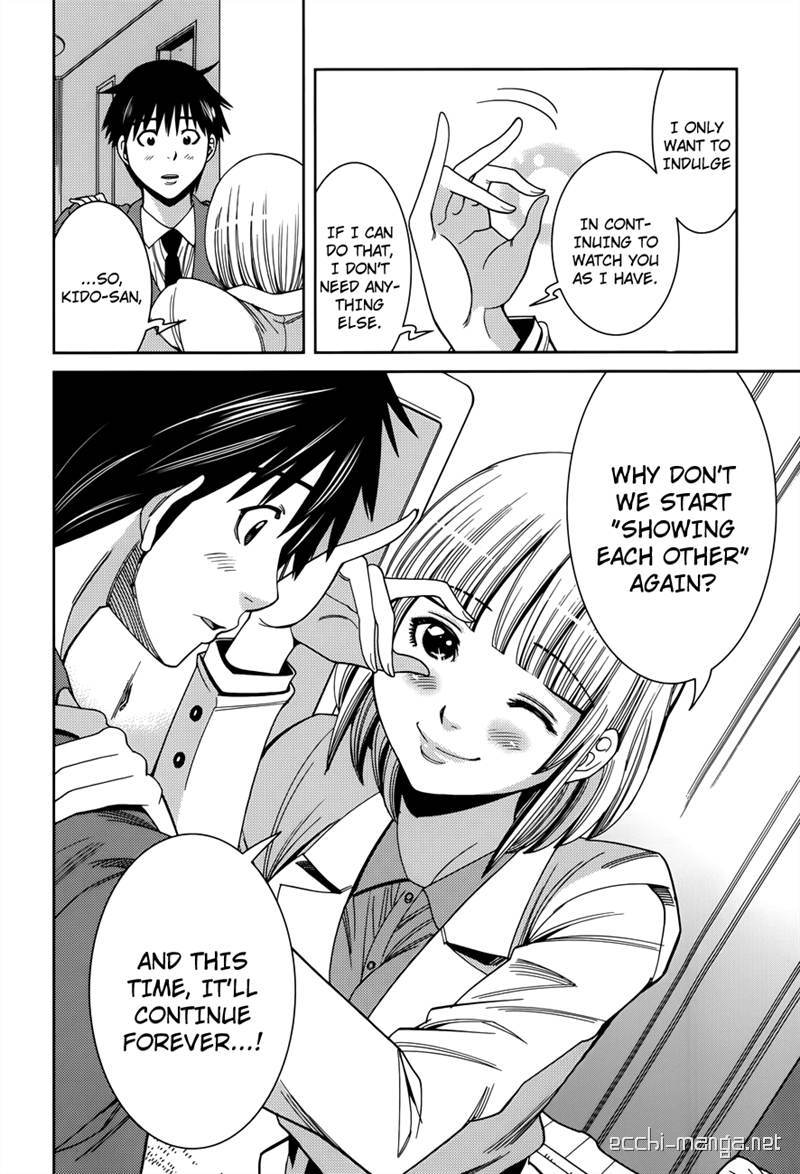 I ONLY
WANT TO
INDULGE
IN CONT-
INUING TO
WATCH YOU
AS I HAVE.
IF I CAN
DO THAT,
I DON'T
NEED ANY-
THING
ELSE.
...SO,
KIDO-SAN,
WHY DON'T
WE START
"SHOWING
EACH OTHER"
AGAIN?
AND THIS
TIME, IT'LL
CONTINUE
FOREVER...!
ecchi-manga.net